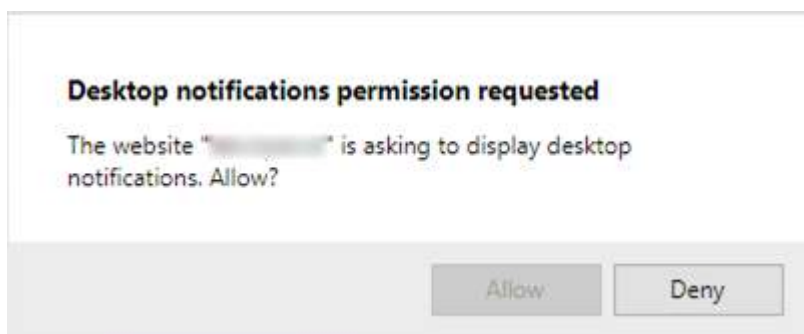 Desktop notifications permission requested
The website "" is asking to display desktop
notifications. Allow?
Allow
Deny